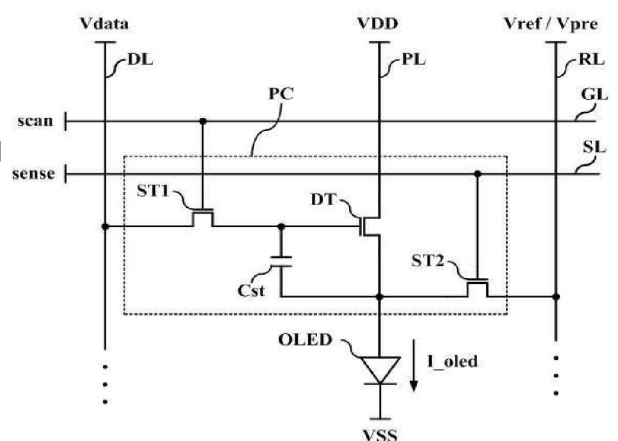 Vdata
VDD
Vref / Vpre
DL
PL
RL
PC
GL
scan
SL
sense
ST1
DT
ST2
Cst
OLED
I_oled
VSS